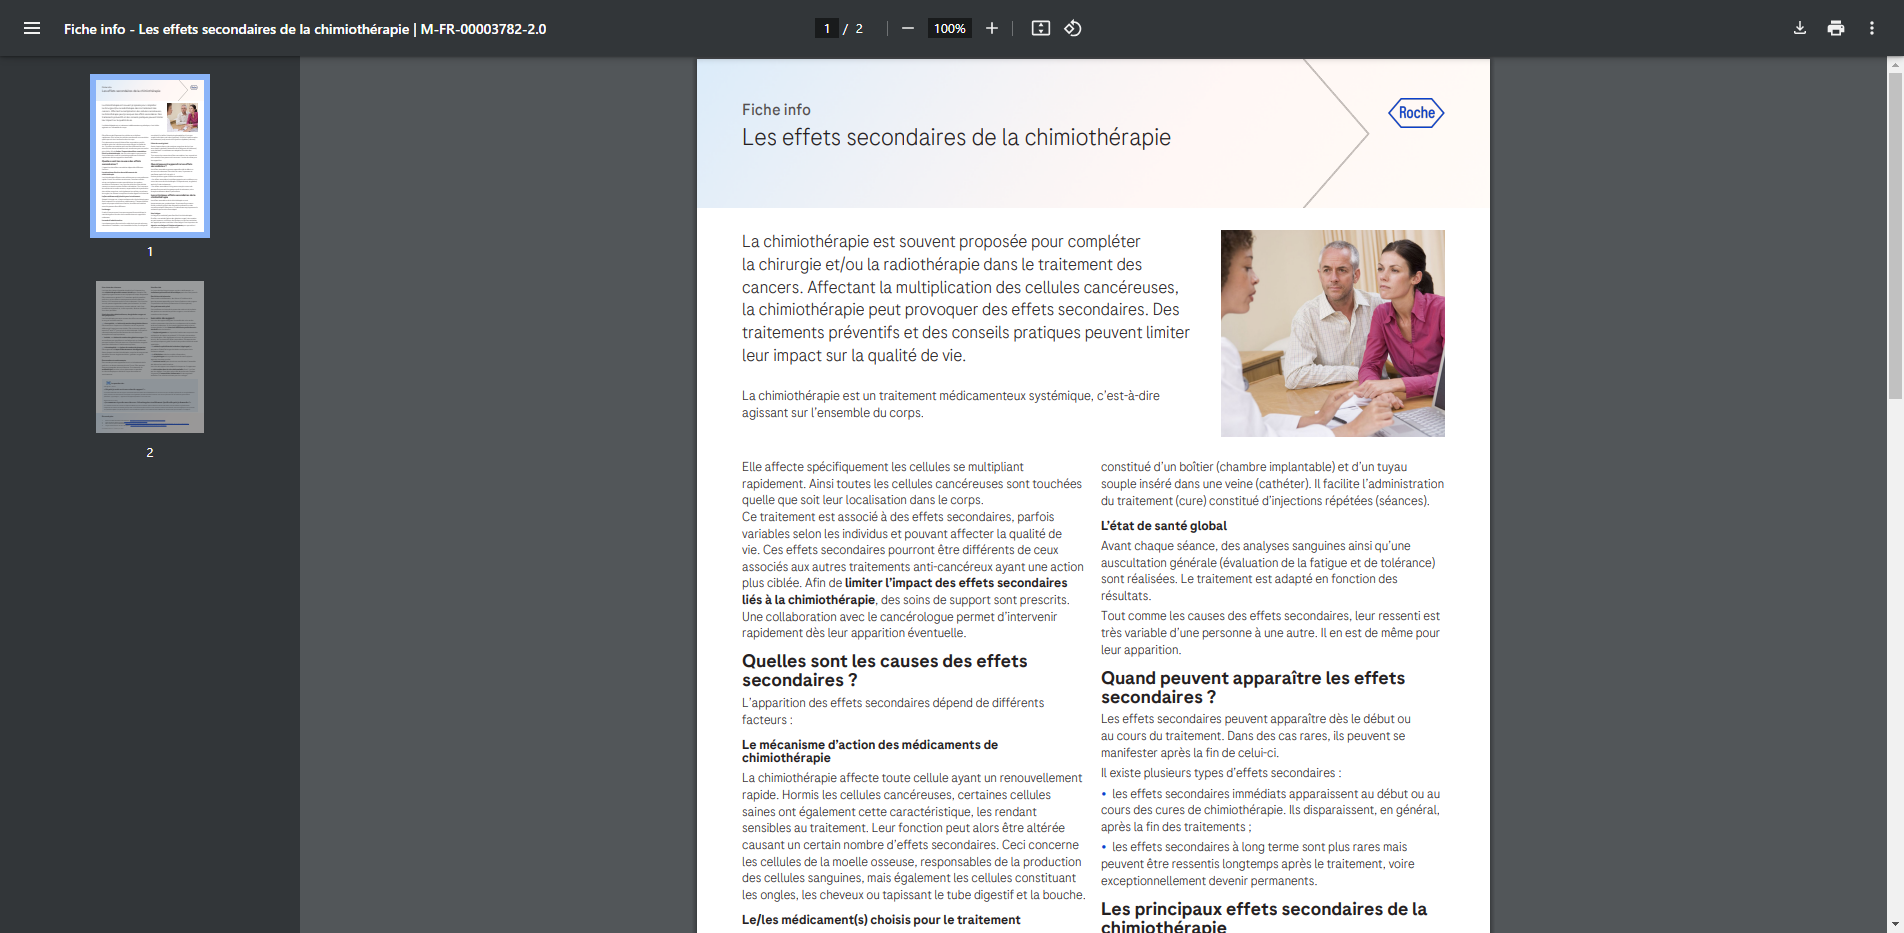 Fiche info - Les effets secondaires de la chimiothérapie | M-FR-00003782-2.0
1 / 2
100%
1
2
Fiche info
Les effets secondaires de la chimiothérapie
Roche
La chimiothérapie est souvent proposée pour compléter
la chirurgie et/ou la radiothérapie dans le traitement des
cancers. Affectant la multiplication des cellules cancéreuses,
la chimiothérapie peut provoquer des effets secondaires. Des
traitements préventifs et des conseils pratiques peuvent limiter
leur impact sur la qualité de vie.
La chimiothérapie est un traitement médicamenteux systémique, c'est-à-dire
agissant sur l'ensemble du corps.
Elle affecte spécifiquement les cellules se multipliant
rapidement. Ainsi toutes les cellules cancéreuses sont touchées
quelle que soit leur localisation dans le corps.
Ce traitement est associé à des effets secondaires, parfois
variables selon les individus et pouvant affecter la qualité de
vie. Ces effets secondaires pourront être différents de ceux
associés aux autres traitements anti-cancéreux ayant une action
plus ciblée. Afin de limiter l'impact des effets secondaires
liés à la chimiothérapie, des soins de support sont prescrits.
Une collaboration avec le cancérologue permet d'intervenir
rapidement dès leur apparition éventuelle.
Quelles sont les causes des effets
secondaires ?
L'apparition des effets secondaires dépend de différents
facteurs :
Le mécanisme d'action des médicaments de
chimiothérapie
La chimiothérapie affecte toute cellule ayant un renouvellement
rapide. Hormis les cellules cancéreuses, certaines cellules
saines ont également cette caractéristique, les rendant
sensibles au traitement. Leur fonction peut alors être altérée
causant un certain nombre d'effets secondaires. Ceci concerne
les cellules de la moelle osseuse, responsables de la production
des cellules sanguines, mais également les cellules constituant
les ongles, les cheveux ou tapissant le tube digestif et la bouche.
Le/les médicament(s) choisis pour le traitement
constitué d'un boîtier (chambre implantable) et d'un tuyau
souple inséré dans une veine (cathéter). Il facilite l'administration
du traitement (cure) constitué d'injections répétées (séances).
L'état de santé global
Avant chaque séance, des analyses sanguines ainsi qu'une
auscultation générale (évaluation de la fatigue et de tolérance)
sont réalisées. Le traitement est adapté en fonction des
résultats.
Tout comme les causes des effets secondaires, leur ressenti est
très variable d'une personne à une autre. Il en est de même pour
leur apparition.
Quand peuvent apparaître les effets
secondaires ?
Les effets secondaires peuvent apparaître dès le début ou
au cours du traitement. Dans des cas rares, ils peuvent se
manifester après la fin de celui-ci.
Il existe plusieurs types d'effets secondaires :
• les effets secondaires immédiats apparaissent au début ou au
cours des cures de chimiothérapie. Ils disparaissent, en général,
après la fin des traitements ;
• les effets secondaires à long terme sont plus rares mais
peuvent être ressentis longtemps après le traitement, voire
exceptionnellement devenir permanents.
Les principaux effets secondaires de la
chimiothérapie